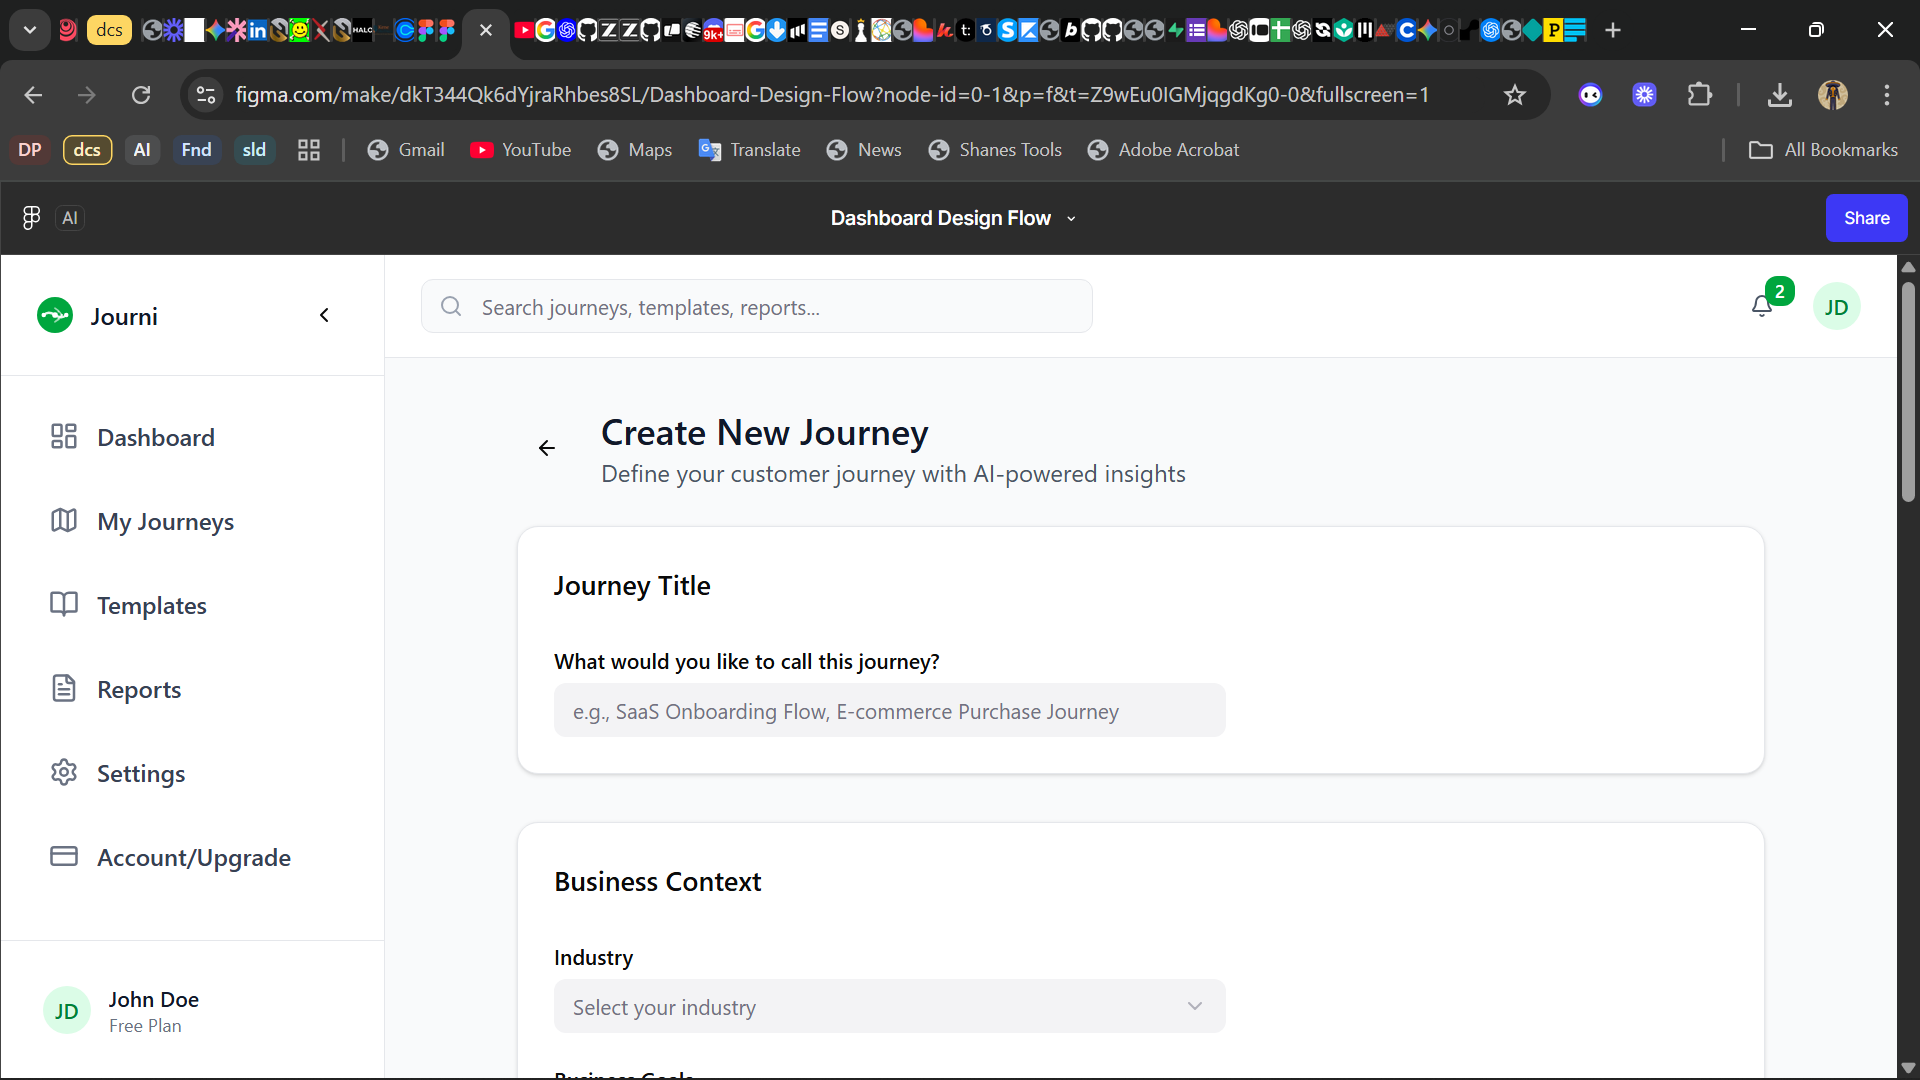 dcs
HALO
9k+
figma.com/make/dkT344Qk6dYjraRhbes8SL/Dashboard-Design-Flow?node-id=0-1&p=f&t=Z9wEu0IGMjqgdKg0-0&fullscreen=1
DP
dcs
AI
Fnd
sld
Gmail
YouTube
Maps
Translate
News
Shanes Tools
Adobe Acrobat
All Bookmarks
AI
Dashboard Design Flow
Share
Journi
Search journeys, templates, reports...
2
JD
Dashboard
My Journeys
Templates
Reports
Settings
Account/Upgrade
JD
John Doe
Free Plan
Create New Journey
Define your customer journey with AI-powered insights
Journey Title
What would you like to call this journey?
e.g., SaaS Onboarding Flow, E-commerce Purchase Journey
Business Context
Industry
Select your industry
Business Goals